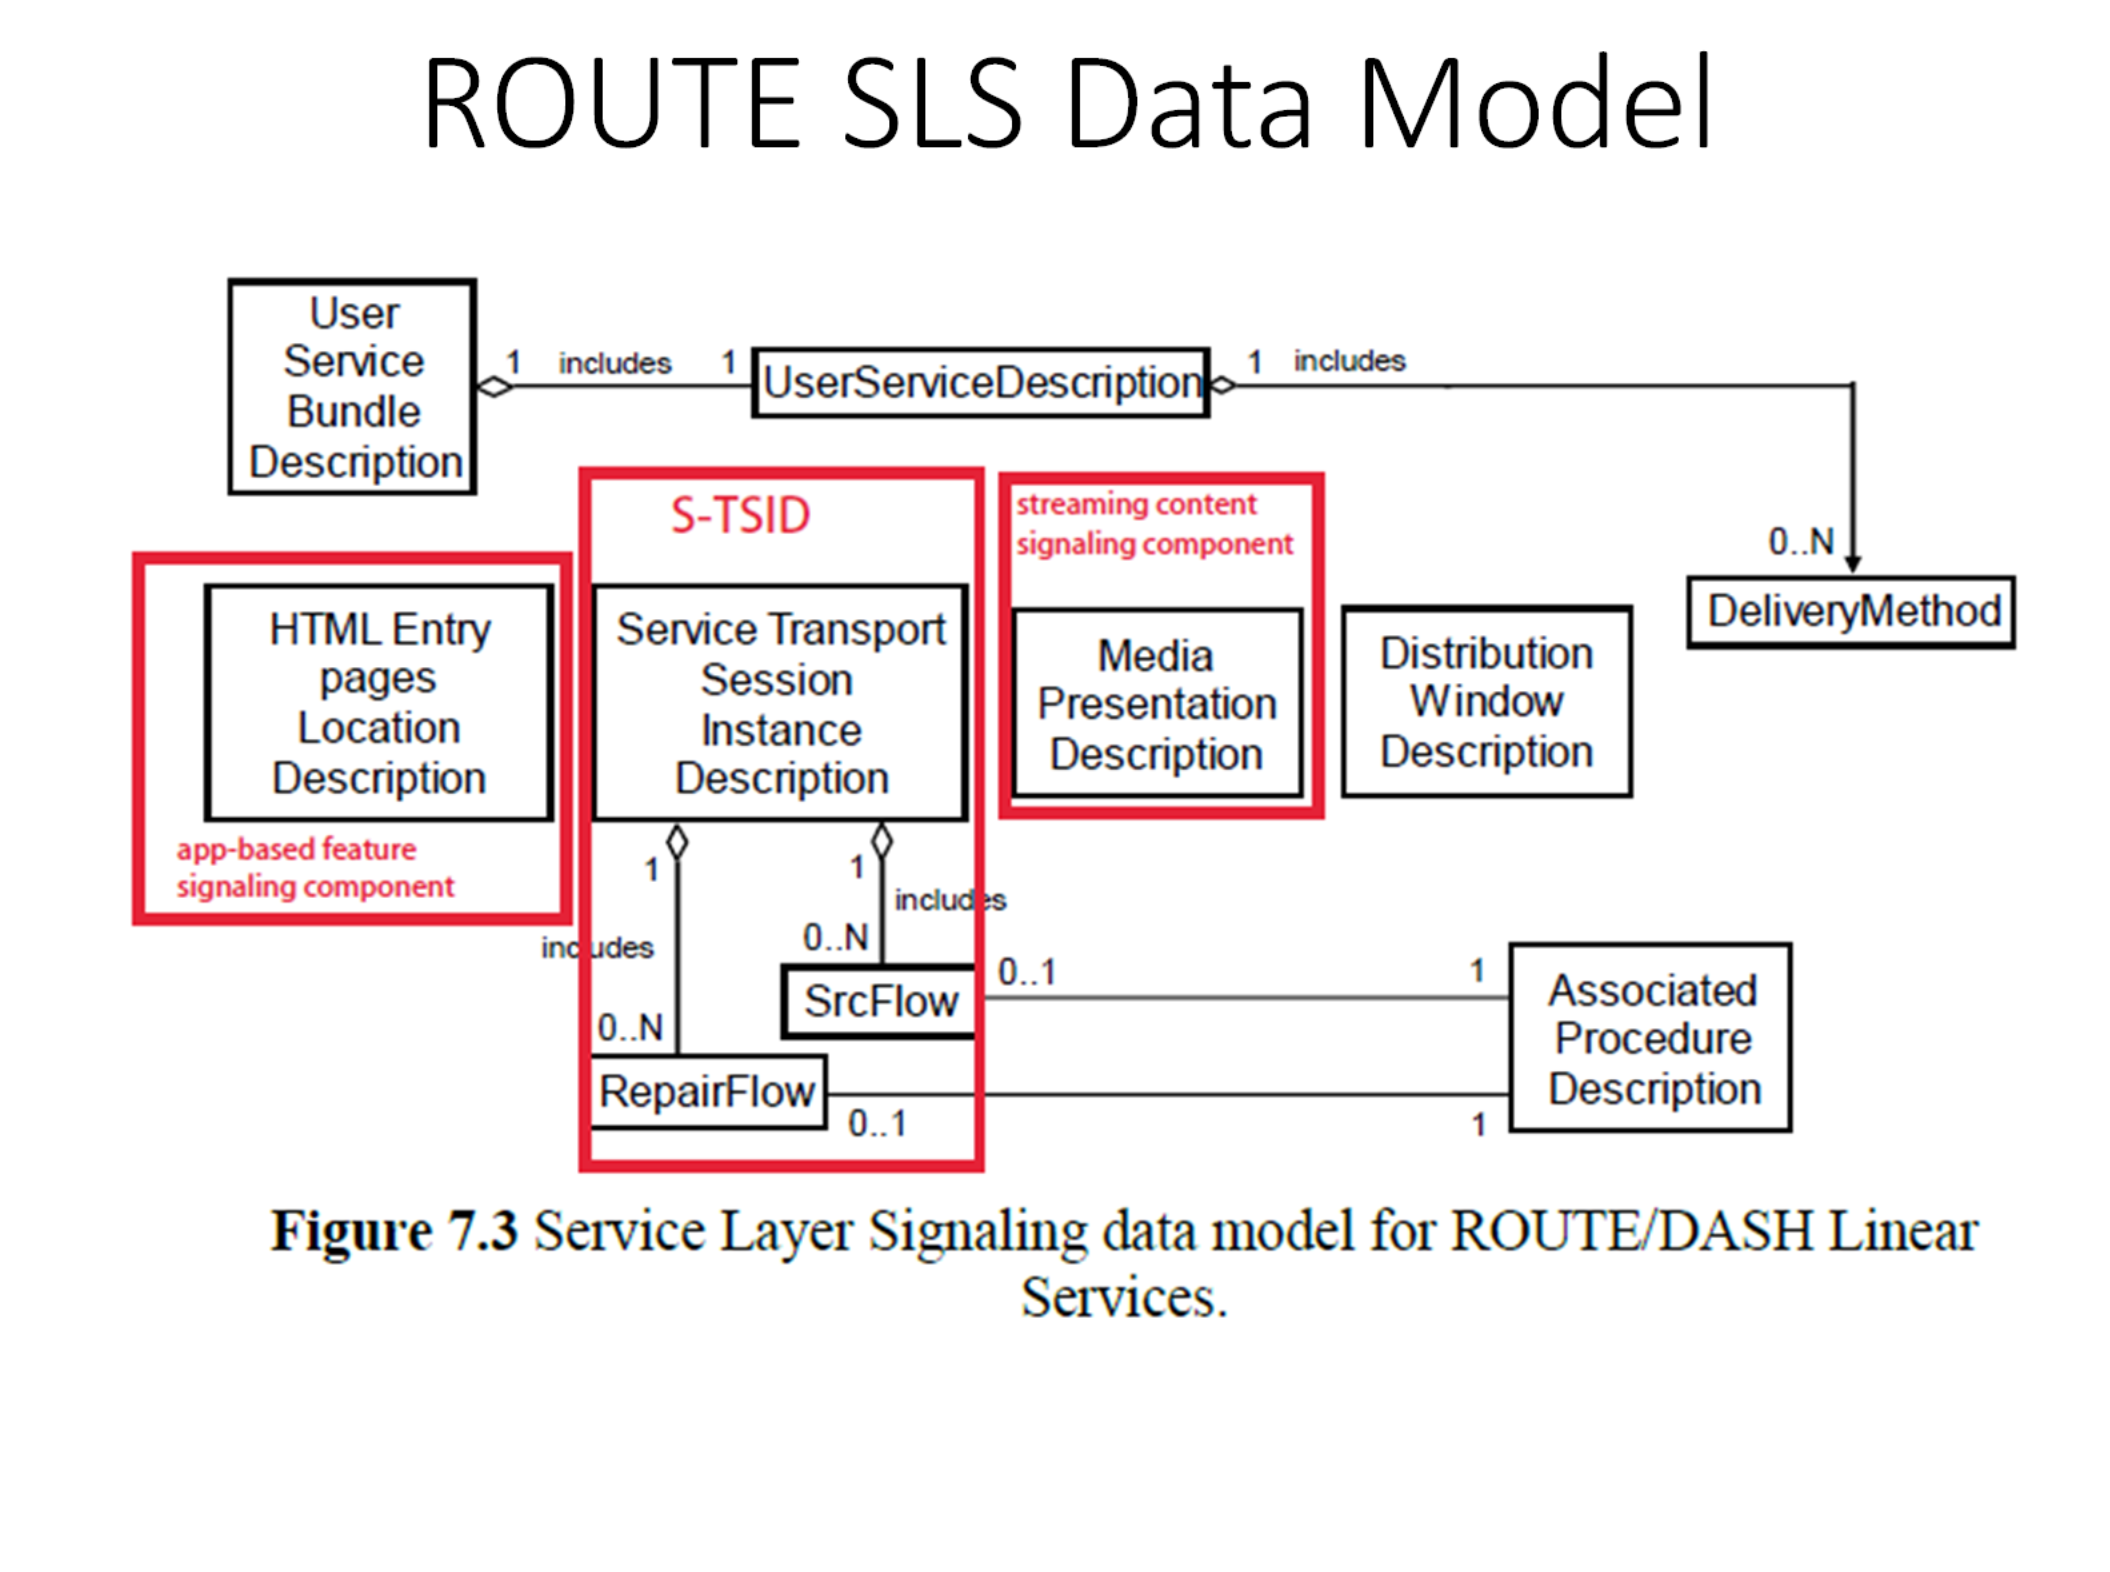 ROUTE SLS Data Model
User
Service
Bundle
Description
1 includes 1
UserServiceDescription
1 includes
0..N
DeliveryMethod
S-TSID
streaming content
signaling component
HTML Entry
pages
Location
Description
app-based feature
signaling component
Service Transport
Session
Instance
Description
Media
Presentation
Description
Distribution
Window
Description
1
includes
0..N
1
includes
0..N
SrcFlow
0..1
1
RepairFlow
0..1
1
Associated
Procedure
Description
Figure 7.3 Service Layer Signaling data model for ROUTE/DASH Linear
Services.